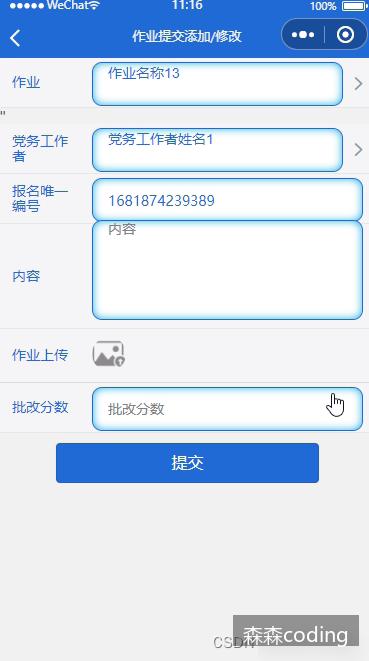 ●●●●● WeChat 11:16 100%
作业提交添加/修改
作业 作业名称13
"
党务工作者 党务工作者姓名1
报名唯一编号 1681874239389
内容 内容
作业上传
批改分数 批改分数
提交
CSDN 森森coding